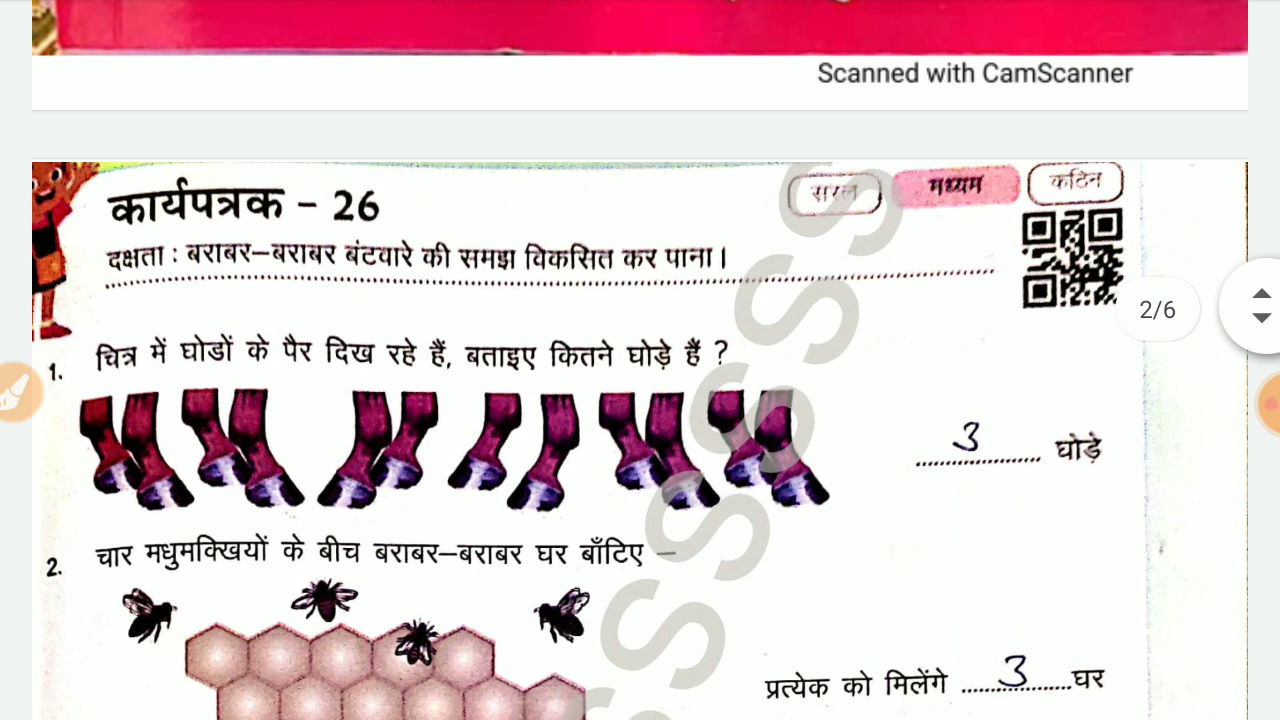 Scanned with CamScanner
कार्यपत्रक – 26
सरल
मध्यम
कठिन
दक्षता : बराबर–बराबर बंटवारे की समझ विकसित कर पाना।
2/6
1. चित्र में घोडों के पैर दिख रहे हैं, बताइए कितने घोड़े हैं ?
3 घोड़े
2. चार मधुमक्खियों के बीच बराबर–बराबर घर बाँटिए –
प्रत्येक को मिलेंगे 3 घर